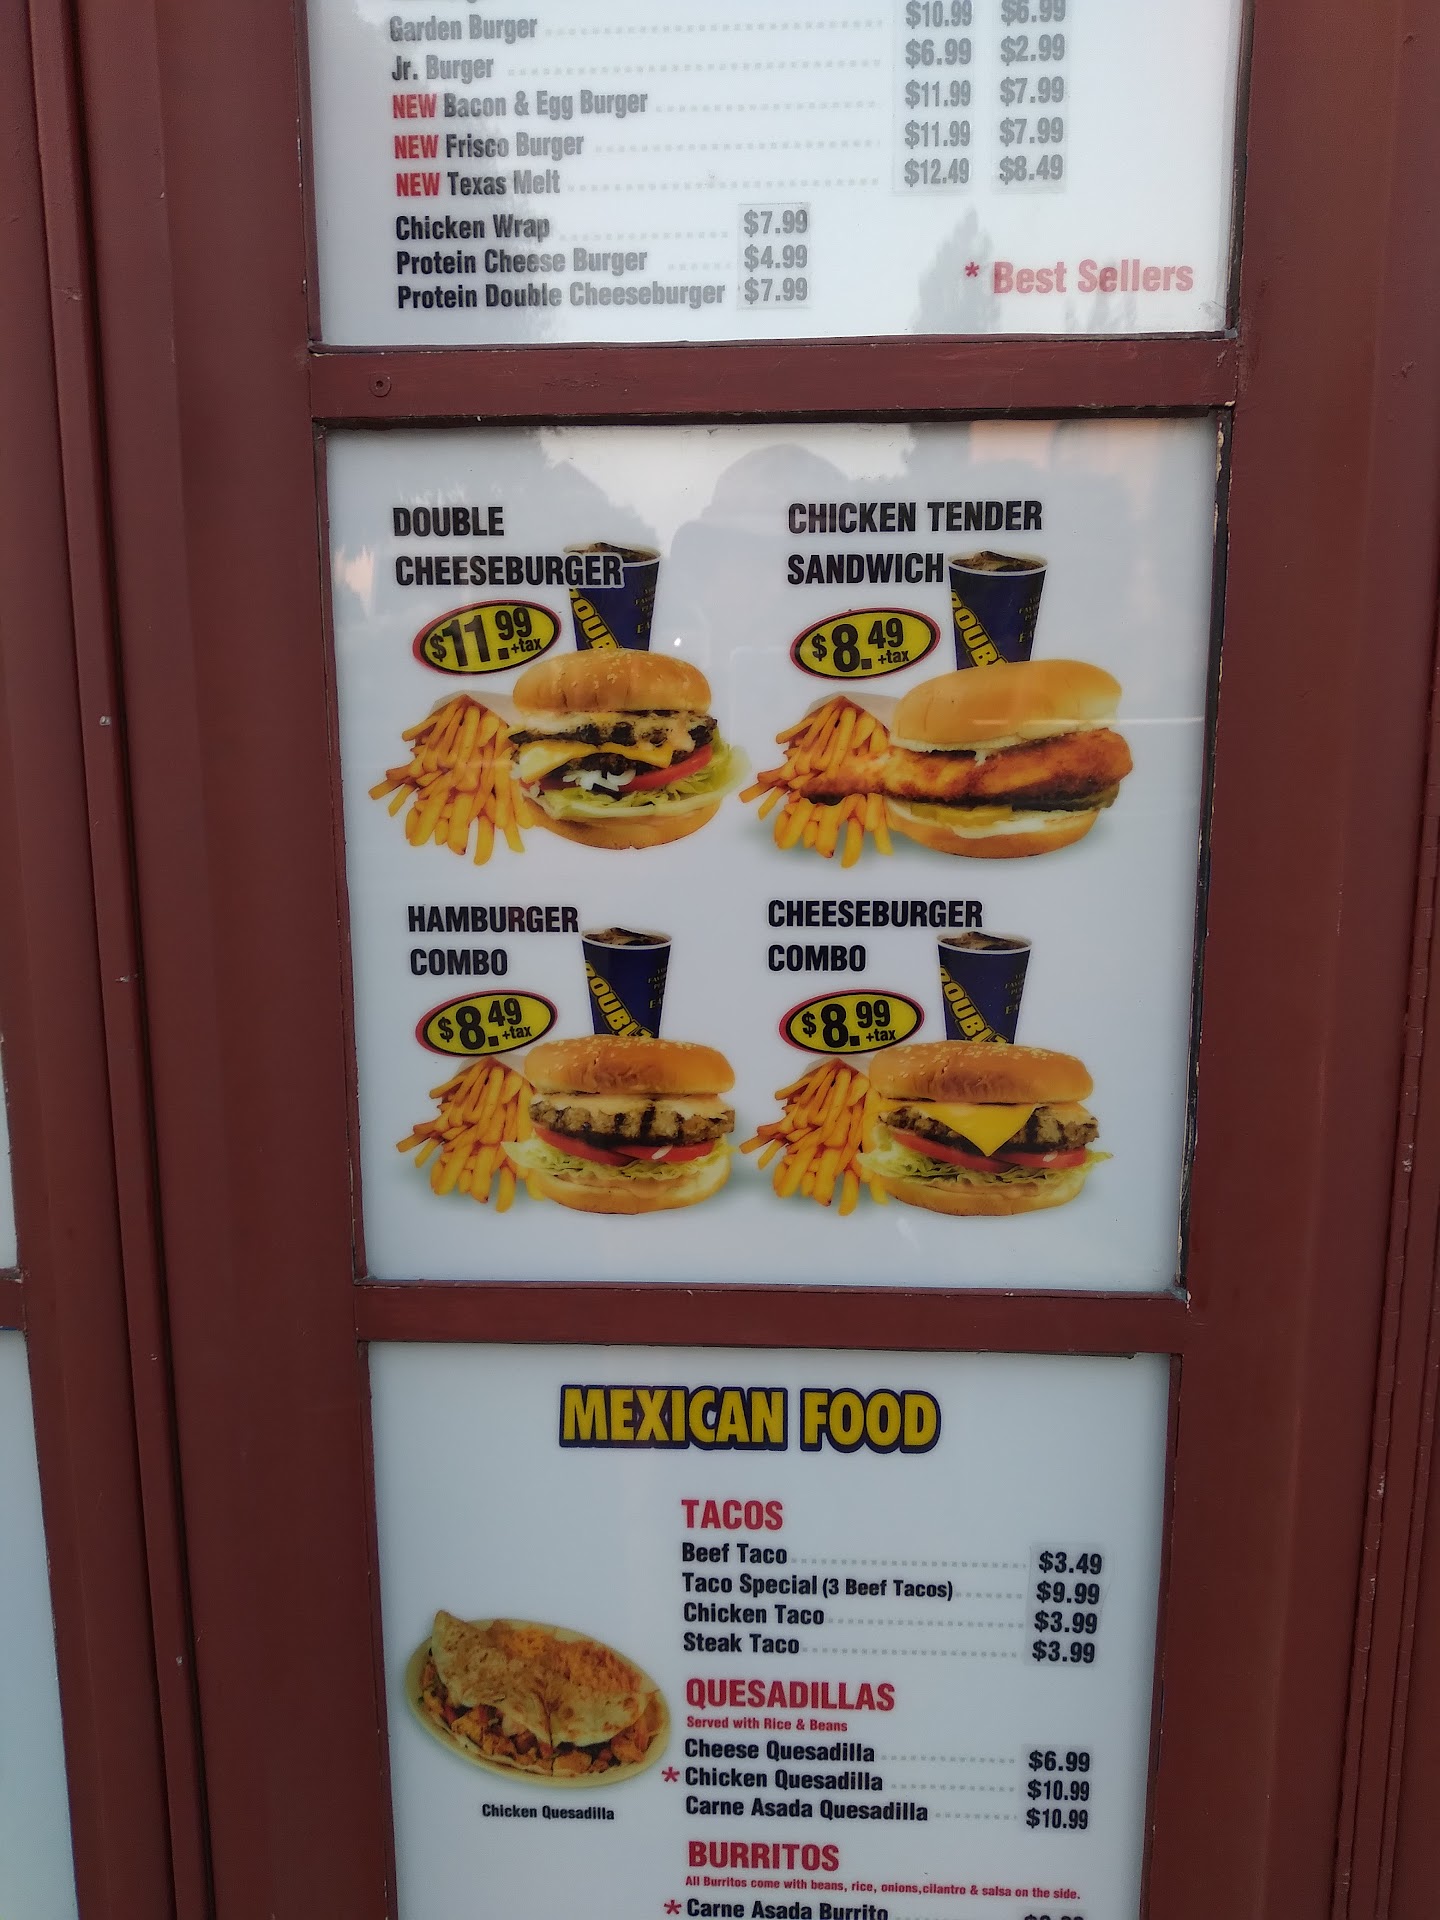 Garden Burger $10.99 $6.99
Jr. Burger $6.99 $2.99
NEW Bacon & Egg Burger $11.99 $7.99
NEW Frisco Burger $11.99 $7.99
NEW Texas Melt $12.49 $8.49
Chicken Wrap $7.99
Protein Cheese Burger $4.99
Protein Double Cheeseburger $7.99
* Best Sellers
DOUBLE
CHEESEBURGER
$11.99 +tax
CHICKEN TENDER
SANDWICH
$8.49 +tax
HAMBURGER
COMBO
$8.49 +tax
CHEESEBURGER
COMBO
$8.99 +tax
MEXICAN FOOD
TACOS
Beef Taco $3.49
Taco Special (3 Beef Tacos) $9.99
Chicken Taco $3.99
Steak Taco $3.99
QUESADILLAS
Served with Rice & Beans
Cheese Quesadilla $6.99
* Chicken Quesadilla $10.99
Carne Asada Quesadilla $10.99
Chicken Quesadilla
BURRITOS
All Burritos come with beans, rice, onions,cilantro & salsa on the side.
* Carne Asada Burrito